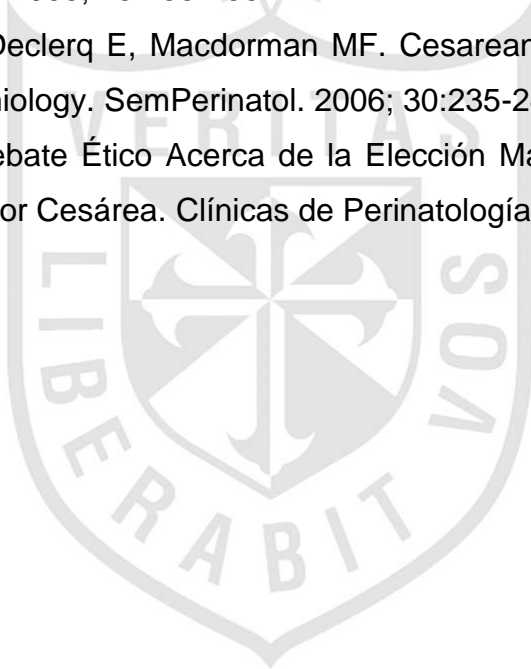 Declerq E, Macdorman MF. Cesarean
niology. SemPerinatol. 2006; 30:235-2
ebate Ético Acerca de la Elección Ma
or Cesárea. Clínicas de Perinatología
VERITAS
LIBERABIT
VOS